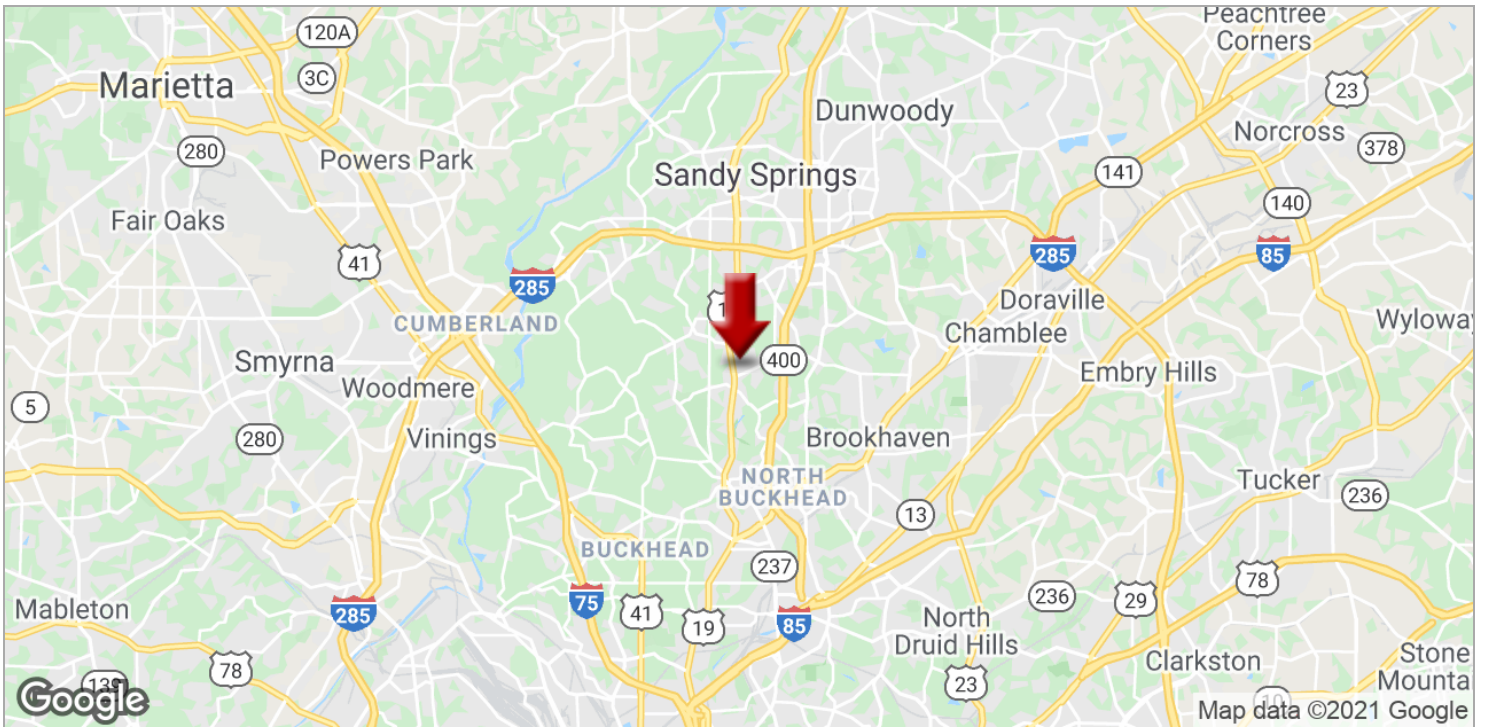 Peachtree
Corners
120A
3C
Marietta
23
Dunwoody
Norcross
378
280
Powers Park
Sandy Springs
141
140
Fair Oaks
41
285
85
285
Doraville
CUMBERLAND
Chamblee
Smyrna
400
Woodmere
Embry Hills
5
280
Vinings
Brookhaven
NORTH
BUCKHEAD
Tucker
236
13
BUCKHEAD
237
78
Mableton
285
75
41
19
85
236
29
North
Druid Hills
78
Clarkston
Stone
23
139
Google
Map data ©2021 Google